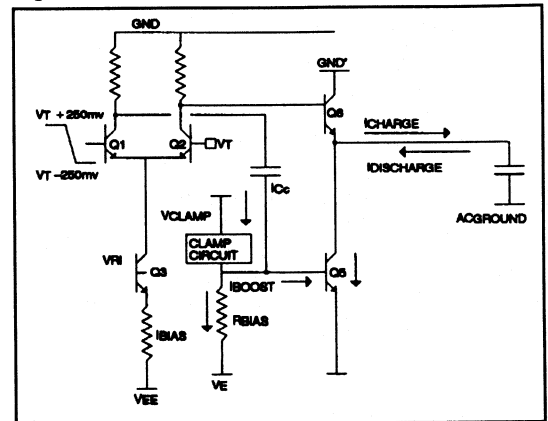 GND
GND'
VT + 250mv
Q1
Q2
VT
Q6
ICHARGE
IDISCHARGE
VT -250mv
ICc
ACGROUND
VCLAMP
CLAMP
CIRCUIT
VRI
Q3
Q5
IBOOST
IBIAS
RBIAS
VEE
VE